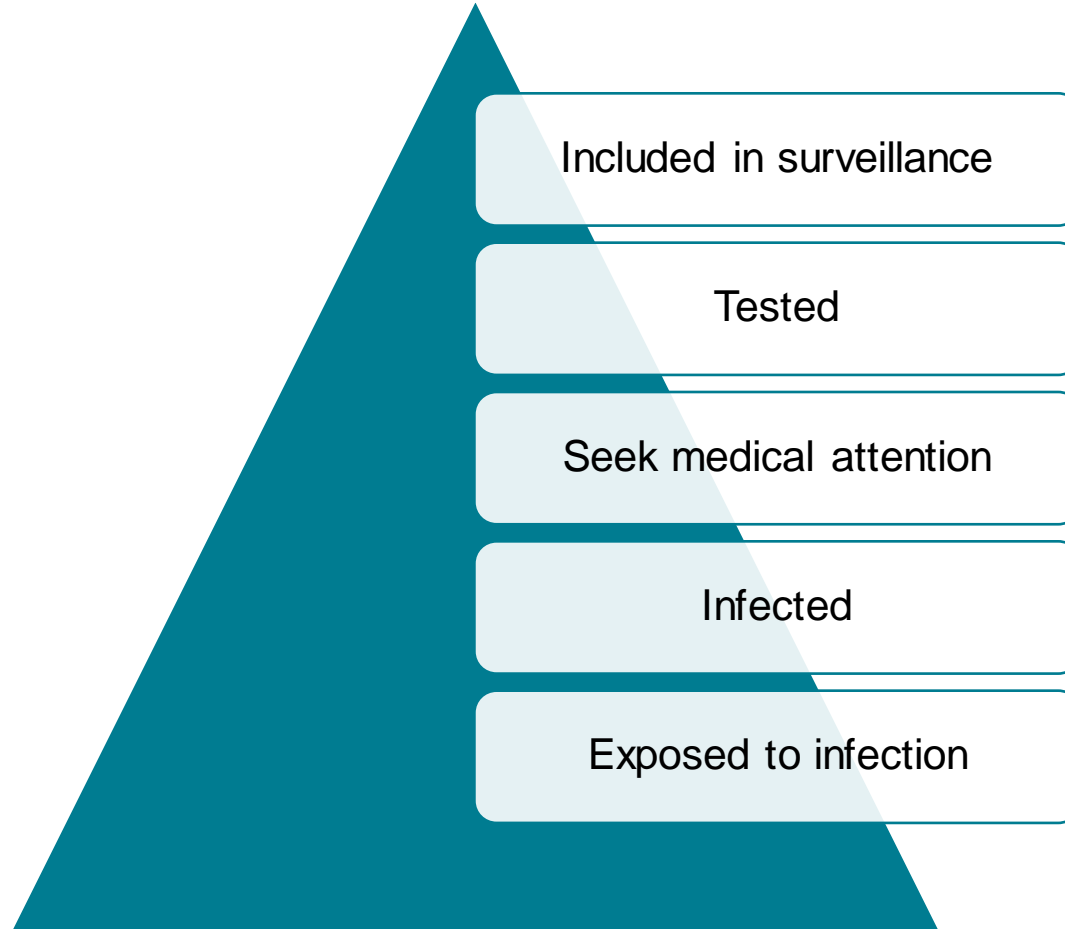 Included in surveillance
Tested
Seek medical attention
Infected
Exposed to infection